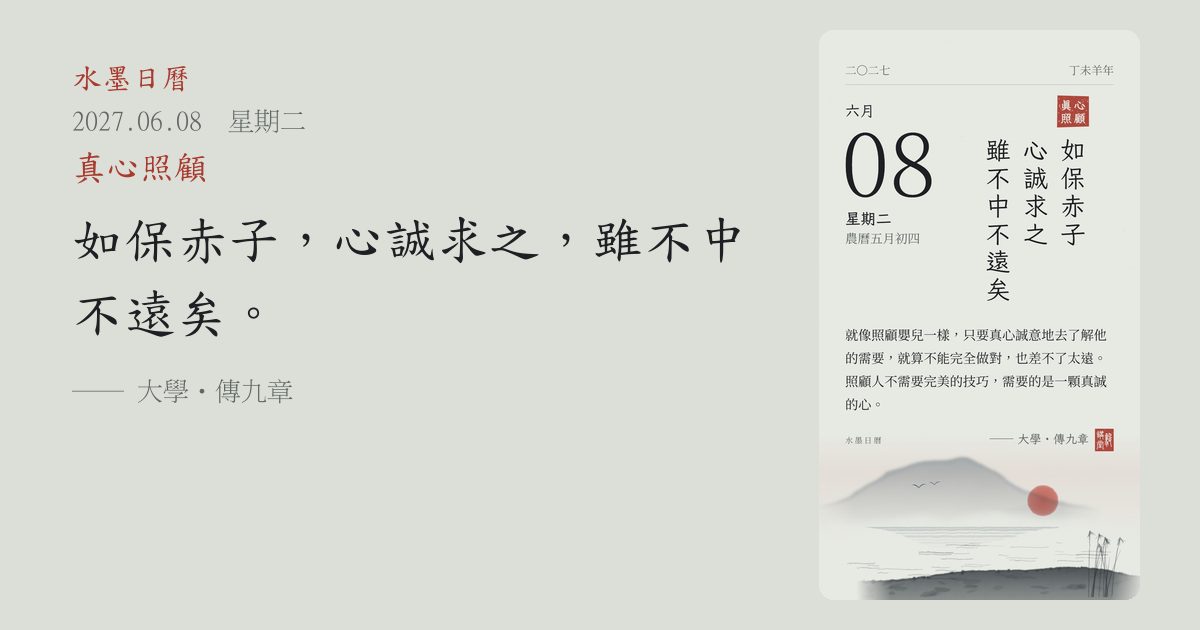 水墨日曆
2027.06.08 星期二
真心照顧
如保赤子，心誠求之，雖不中
不遠矣。
—— 大學・傳九章
二〇二七
丁未羊年
六月
08
星期二
農曆五月初四
心顧
眞照
如保赤子
心誠求之
雖不中不遠矣
就像照顧嬰兒一樣，只要真心誠意地去了解他
的需要，就算不能完全做對，也差不了太遠。
照顧人不需要完美的技巧，需要的是一顆真誠
的心。
水墨日曆
—— 大學・傳九章